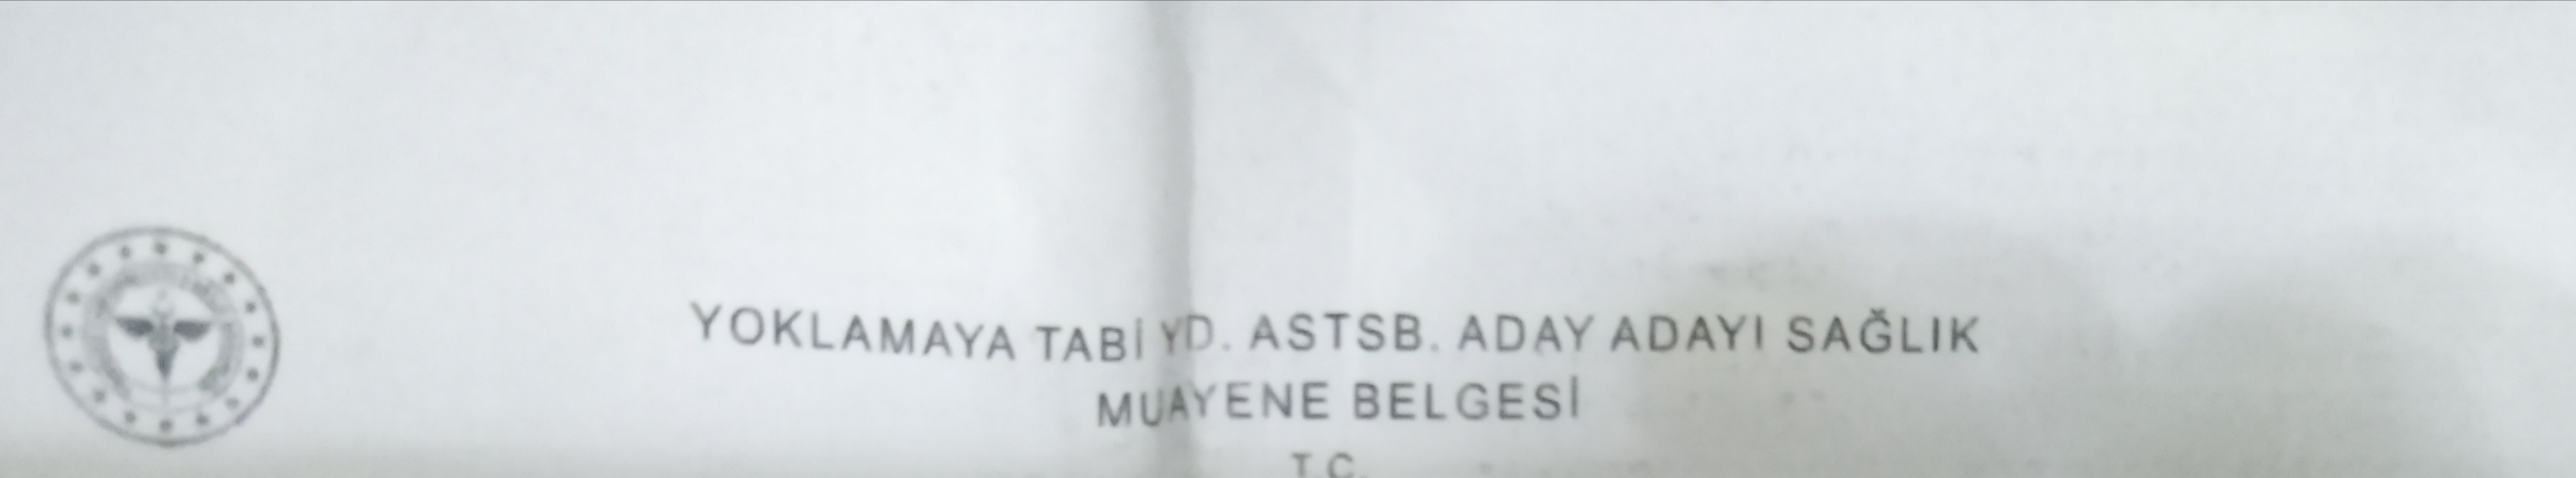 YOKLAMAYA TABİ YD. ASTSB. ADAY ADAYI SAĞLIK
MUAYENE BELGESİ
T.C.